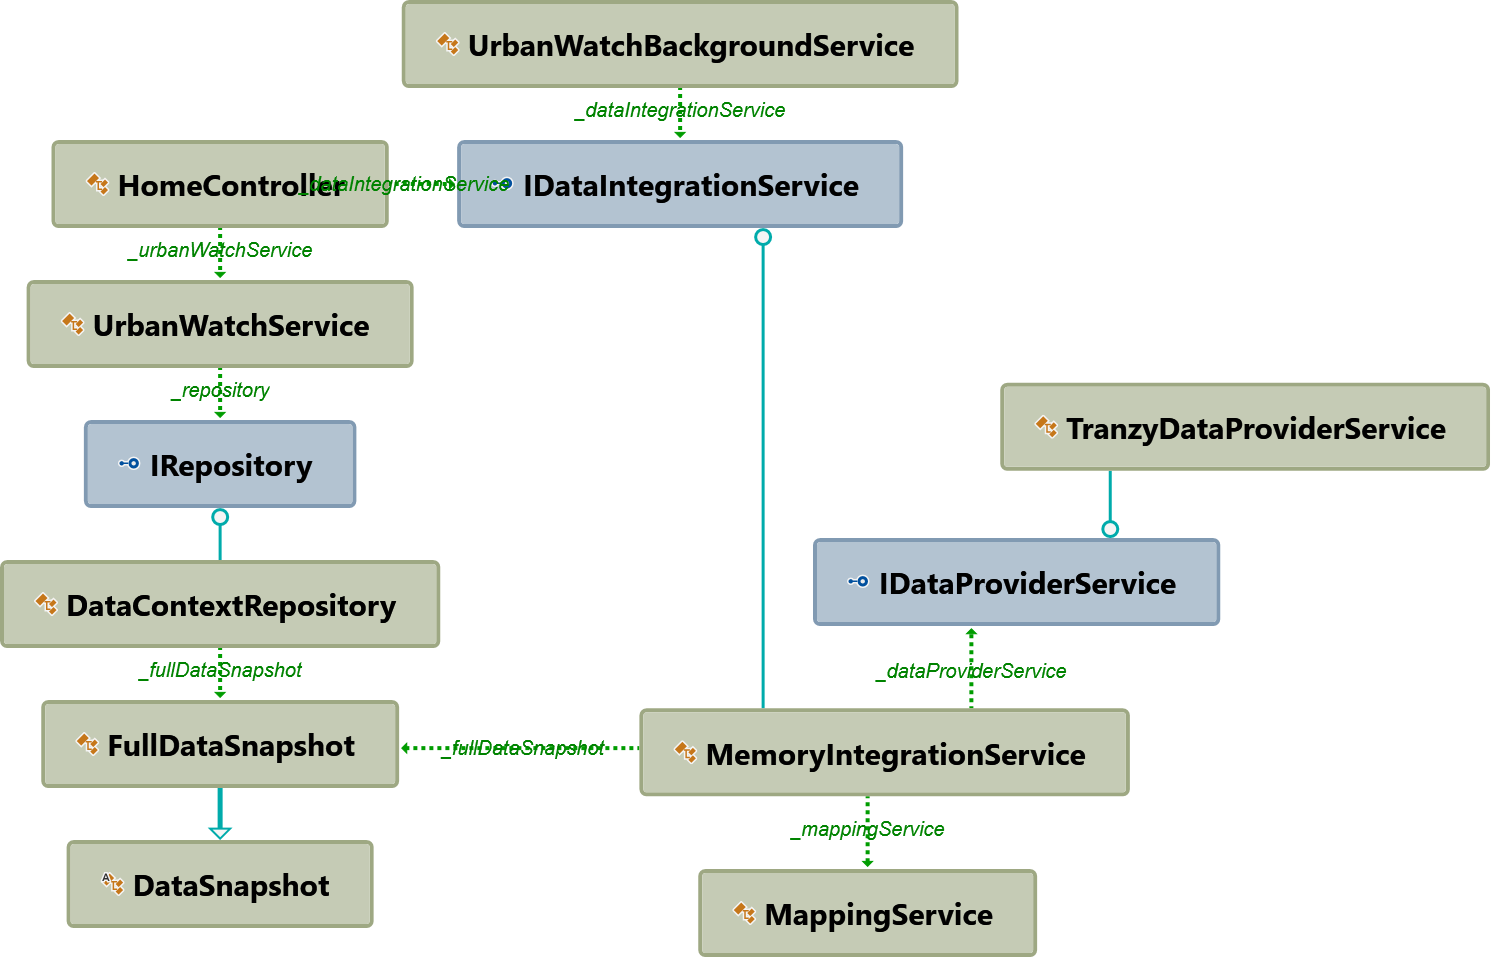 UrbanWatchBackgroundService
_dataIntegrationService
HomeController
_dataIntegrationService
IDataIntegrationService
_urbanWatchService
UrbanWatchService
_repository
IRepository
TranzyDataProviderService
IDataProviderService
DataContextRepository
_fullDataSnapshot
_dataProviderService
FullDataSnapshot
_fullDataSnapshot
MemoryIntegrationService
_mappingService
A
DataSnapshot
MappingService